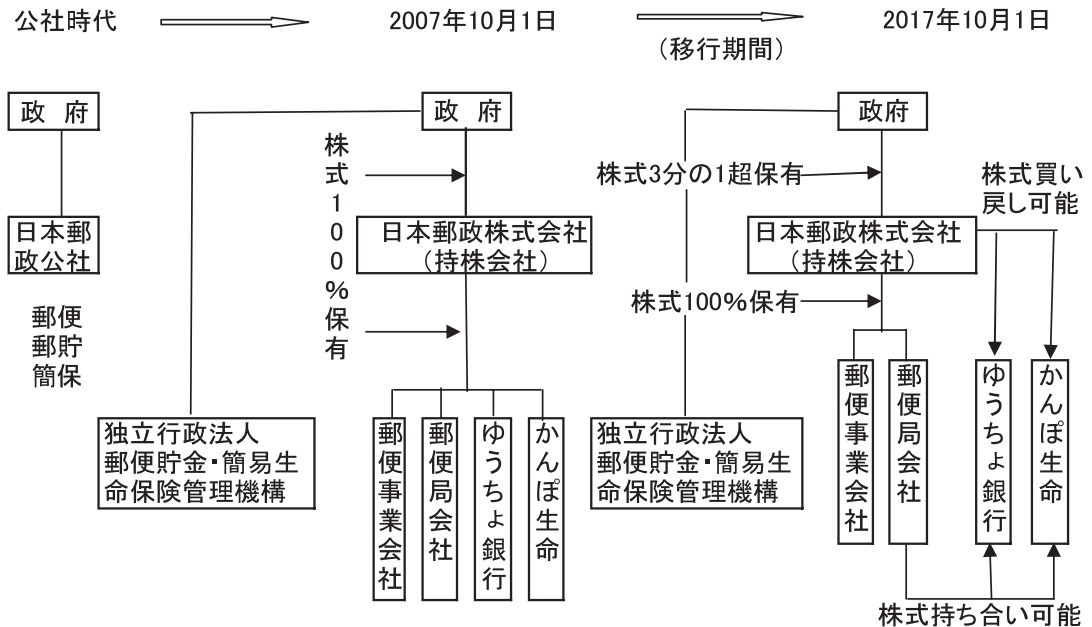 公社時代
2007年10月1日
（移行期間）
2017年10月1日
政府
日本郵
政公社
郵便
郵貯
簡保
政府
株式100%保有
日本郵政株式会社
（持株会社）
独立行政法人
郵便貯金・簡易生
命保険管理機構
郵便事業会社
郵便局会社
ゆうちょ銀行
かんぽ生命
政府
株式3分の1超保有
株式買い
戻し可能
日本郵政株式会社
（持株会社）
株式100%保有
独立行政法人
郵便貯金・簡易生
命保険管理機構
郵便事業会社
郵便局会社
ゆうちょ銀行
かんぽ生命
株式持ち合い可能